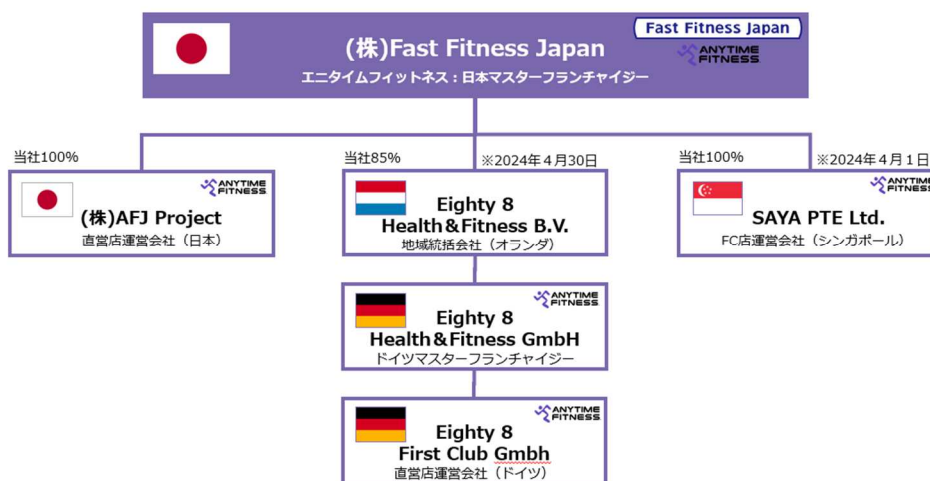 Fast Fitness Japan
(株)Fast Fitness Japan
ANYTIME
FITNESS
エニタイムフィットネス：日本マスターフランチャイジー
当社100%
当社85%
※2024年４月30日
当社100%
※2024年４月１日
ANYTIME
FITNESS
(株)AFJ Project
直営店運営会社（日本）
Eighty 8
Health&Fitness B.V.
地域統括会社（オランダ）
ANYTIME
FITNESS
SAYA PTE Ltd.
FC店運営会社（シンガポール）
ANYTIME
FITNESS
Eighty 8
Health&Fitness GmbH
ドイツマスターフランチャイジー
ANYTIME
FITNESS
Eighty 8
First Club Gmbh
直営店運営会社（ドイツ）